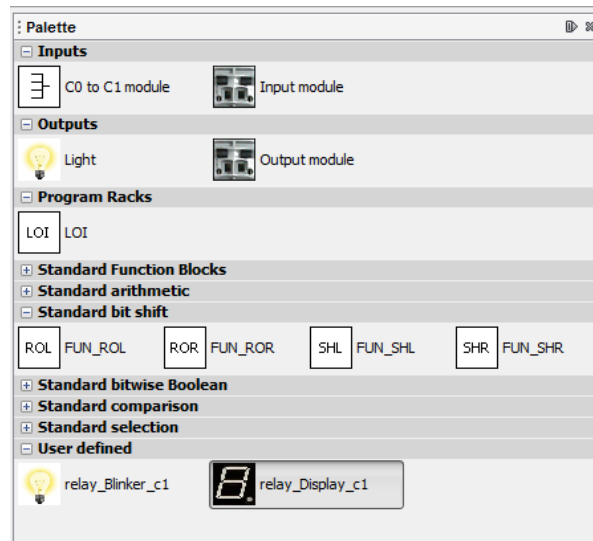 Palette
Inputs
C0 to C1 module Input module
Outputs
Light Output module
Program Racks
LOI LOI
Standard Function Blocks
Standard arithmetic
Standard bit shift
ROL FUN_ROL ROR FUN_ROR SHL FUN_SHL SHR FUN_SHR
Standard bitwise Boolean
Standard comparison
Standard selection
User defined
relay_Blinker_c1 relay_Display_c1